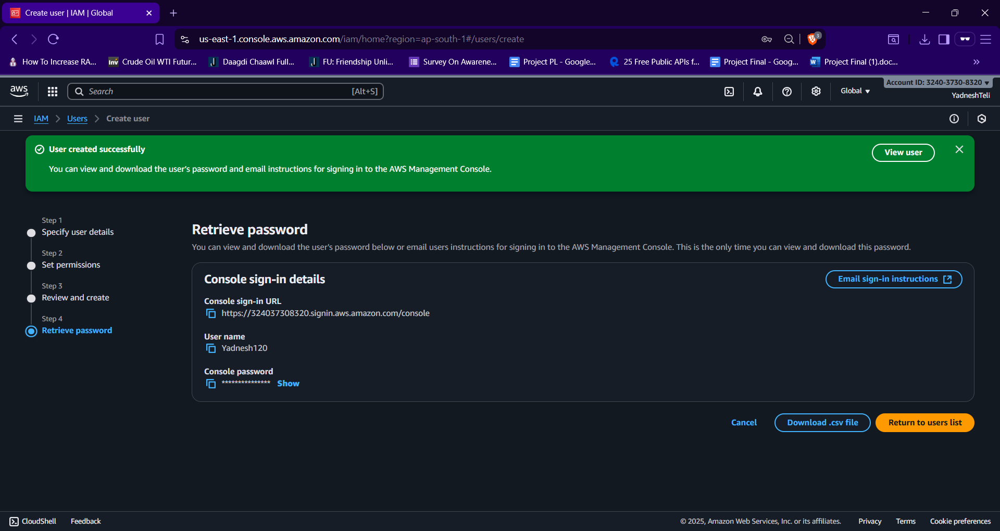 Create user | IAM | Global
us-east-1.console.aws.amazon.com/iam/home?region=ap-south-1#/users/create
3
How To Increase RA...
Inv Crude Oil WTI Futur...
Daagdi Chaawl Full...
FU: Friendship Unli...
Survey On Awarene...
Project PL - Google...
25 Free Public APIs f...
Project Final - Goog...
Project Final (1).doc...
aws
Search
[Alt+S]
Global
Account ID: 3240-3730-8320
YadneshTeli
IAM
Users
Create user
User created successfully
You can view and download the user's password and email instructions for signing in to the AWS Management Console.
View user
Step 1
Specify user details
Step 2
Set permissions
Step 3
Review and create
Step 4
Retrieve password
Retrieve password
You can view and download the user's password below or email users instructions for signing in to the AWS Management Console. This is the only time you can view and download this password.
Console sign-in details
Email sign-in instructions
Console sign-in URL
https://324037308320.signin.aws.amazon.com/console
User name
Yadnesh120
Console password
*************** Show
Cancel
Download .csv file
Return to users list
CloudShell
Feedback
© 2025, Amazon Web Services, Inc. or its affiliates.
Privacy
Terms
Cookie preferences